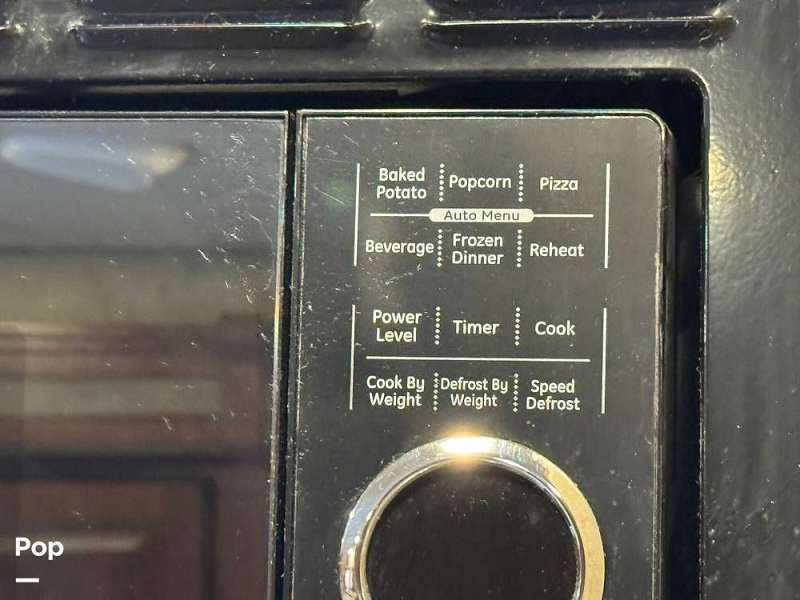 Baked Potato Popcorn Pizza
Auto Menu
Beverage Frozen Dinner Reheat
Power Level Timer Cook
Cook By Weight Defrost By Weight Speed Defrost
Pop